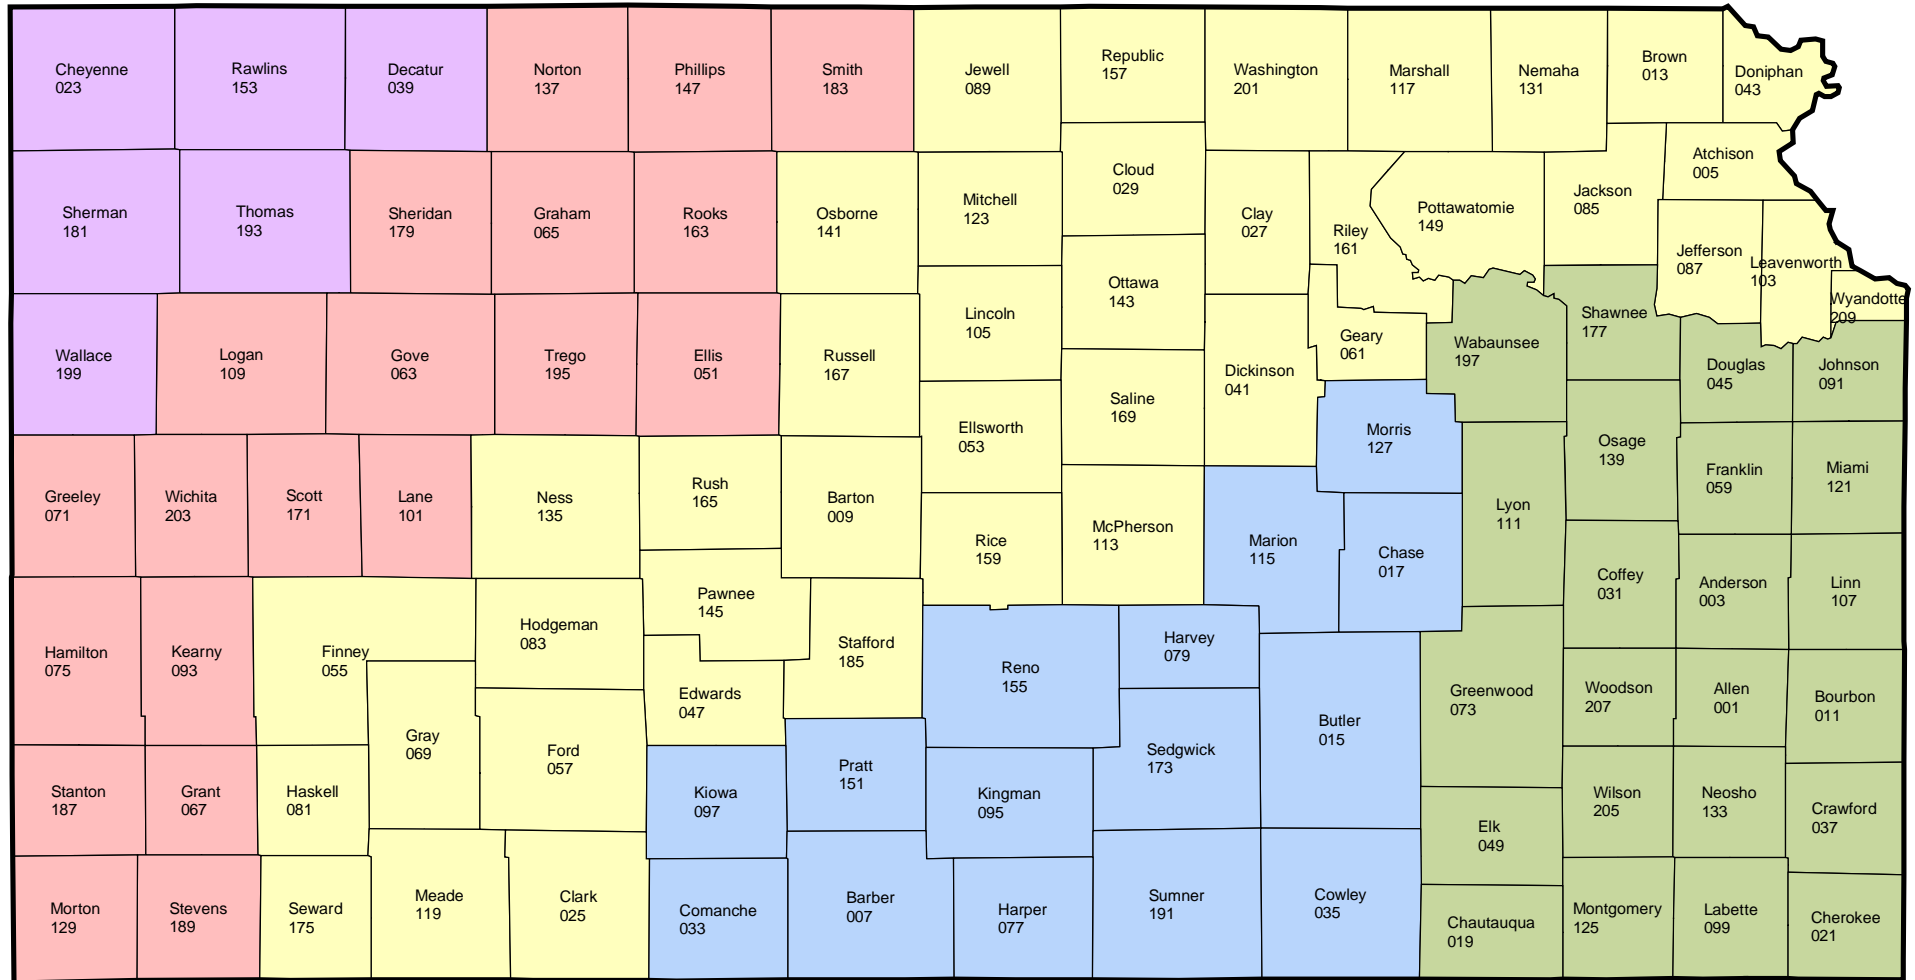 Cheyenne
023
Rawlins
153
Decatur
039
Norton
137
Phillips
147
Smith
183
Jewell
089
Republic
157
Washington
201
Marshall
117
Nemaha
131
Brown
013
Doniphan
043
Sherman
181
Thomas
193
Sheridan
179
Graham
065
Rooks
163
Osborne
141
Mitchell
123
Cloud
029
Clay
027
Riley
161
Pottawatomie
149
Jackson
085
Atchison
005
Jefferson
087
Leavenworth
103
Wyandotte
209
Wallace
199
Logan
109
Gove
063
Trego
195
Ellis
051
Russell
167
Lincoln
105
Ottawa
143
Saline
169
Dickinson
041
Geary
061
Wabaunsee
197
Shawnee
177
Douglas
045
Johnson
091
Ellsworth
053
Morris
127
Osage
139
Franklin
059
Miami
121
Greeley
071
Wichita
203
Scott
171
Lane
101
Ness
135
Rush
165
Barton
009
Rice
159
McPherson
113
Marion
115
Chase
017
Lyon
111
Coffey
031
Anderson
003
Linn
107
Hamilton
075
Kearny
093
Finney
055
Hodgeman
083
Pawnee
145
Stafford
185
Edwards
047
Reno
155
Harvey
079
Butler
015
Greenwood
073
Woodson
207
Allen
001
Bourbon
011
Gray
069
Ford
057
Stanton
187
Grant
067
Haskell
081
Kiowa
097
Pratt
151
Kingman
095
Sedgwick
173
Elk
049
Wilson
205
Neosho
133
Crawford
037
Morton
129
Stevens
189
Seward
175
Meade
119
Clark
025
Comanche
033
Barber
007
Harper
077
Sumner
191
Cowley
035
Chautauqua
019
Montgomery
125
Labette
099
Cherokee
021